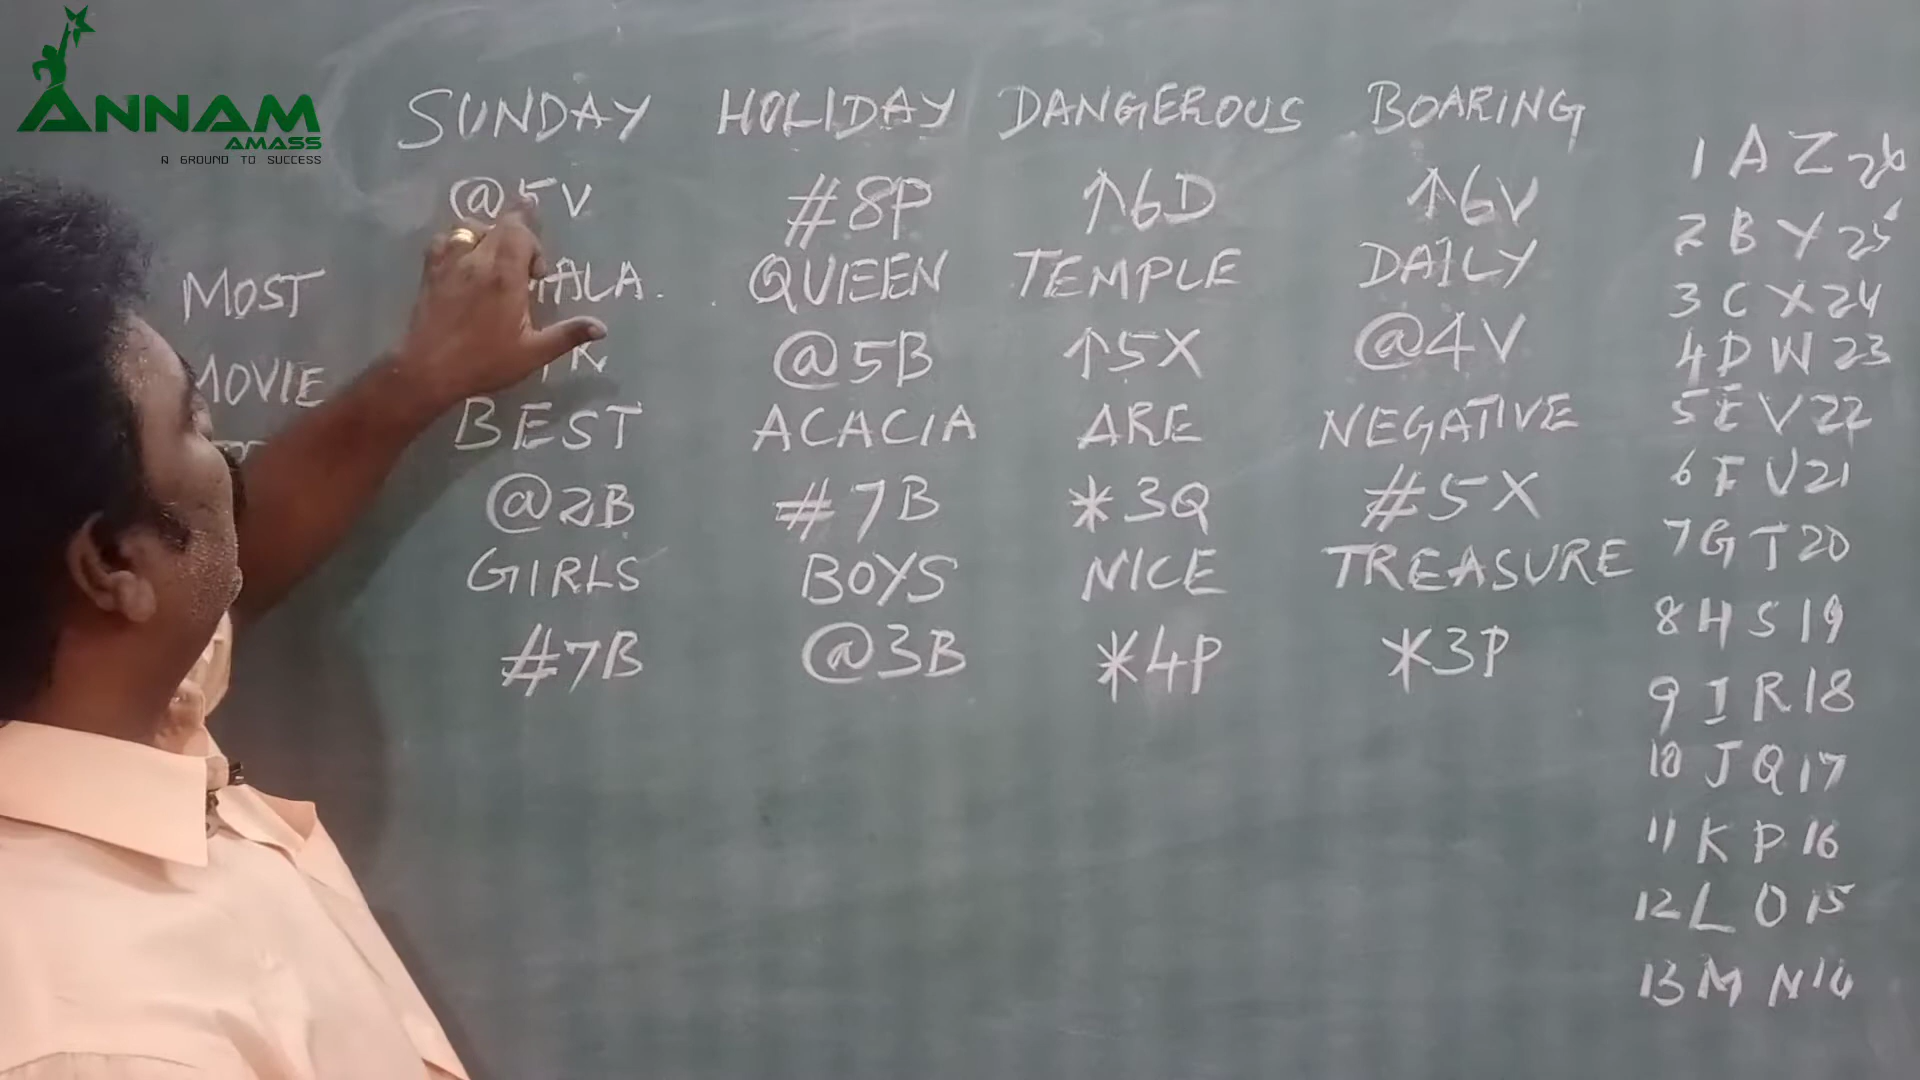 ANNAM
AMASS
A GROUND TO SUCCESS
SUNDAY HOLIDAY DANGEROUS BOARING
@5V #8P ↑6D ↑6V
MOST QUEEN TEMPLE DAILY
MOVIE @5B ↑5X @4V
BEST ACACIA ARE NEGATIVE
@2B #7B *3Q #5X
GIRLS BOYS NICE TREASURE
#7B @3B *4P *3P
1 A Z 26
2 B Y 25
3 C X 24
4 D W 23
5 E V 22
6 F U 21
7 G T 20
8 H S 19
9 I R 18
10 J Q 17
11 K P 16
12 L O 15
13 M N 14